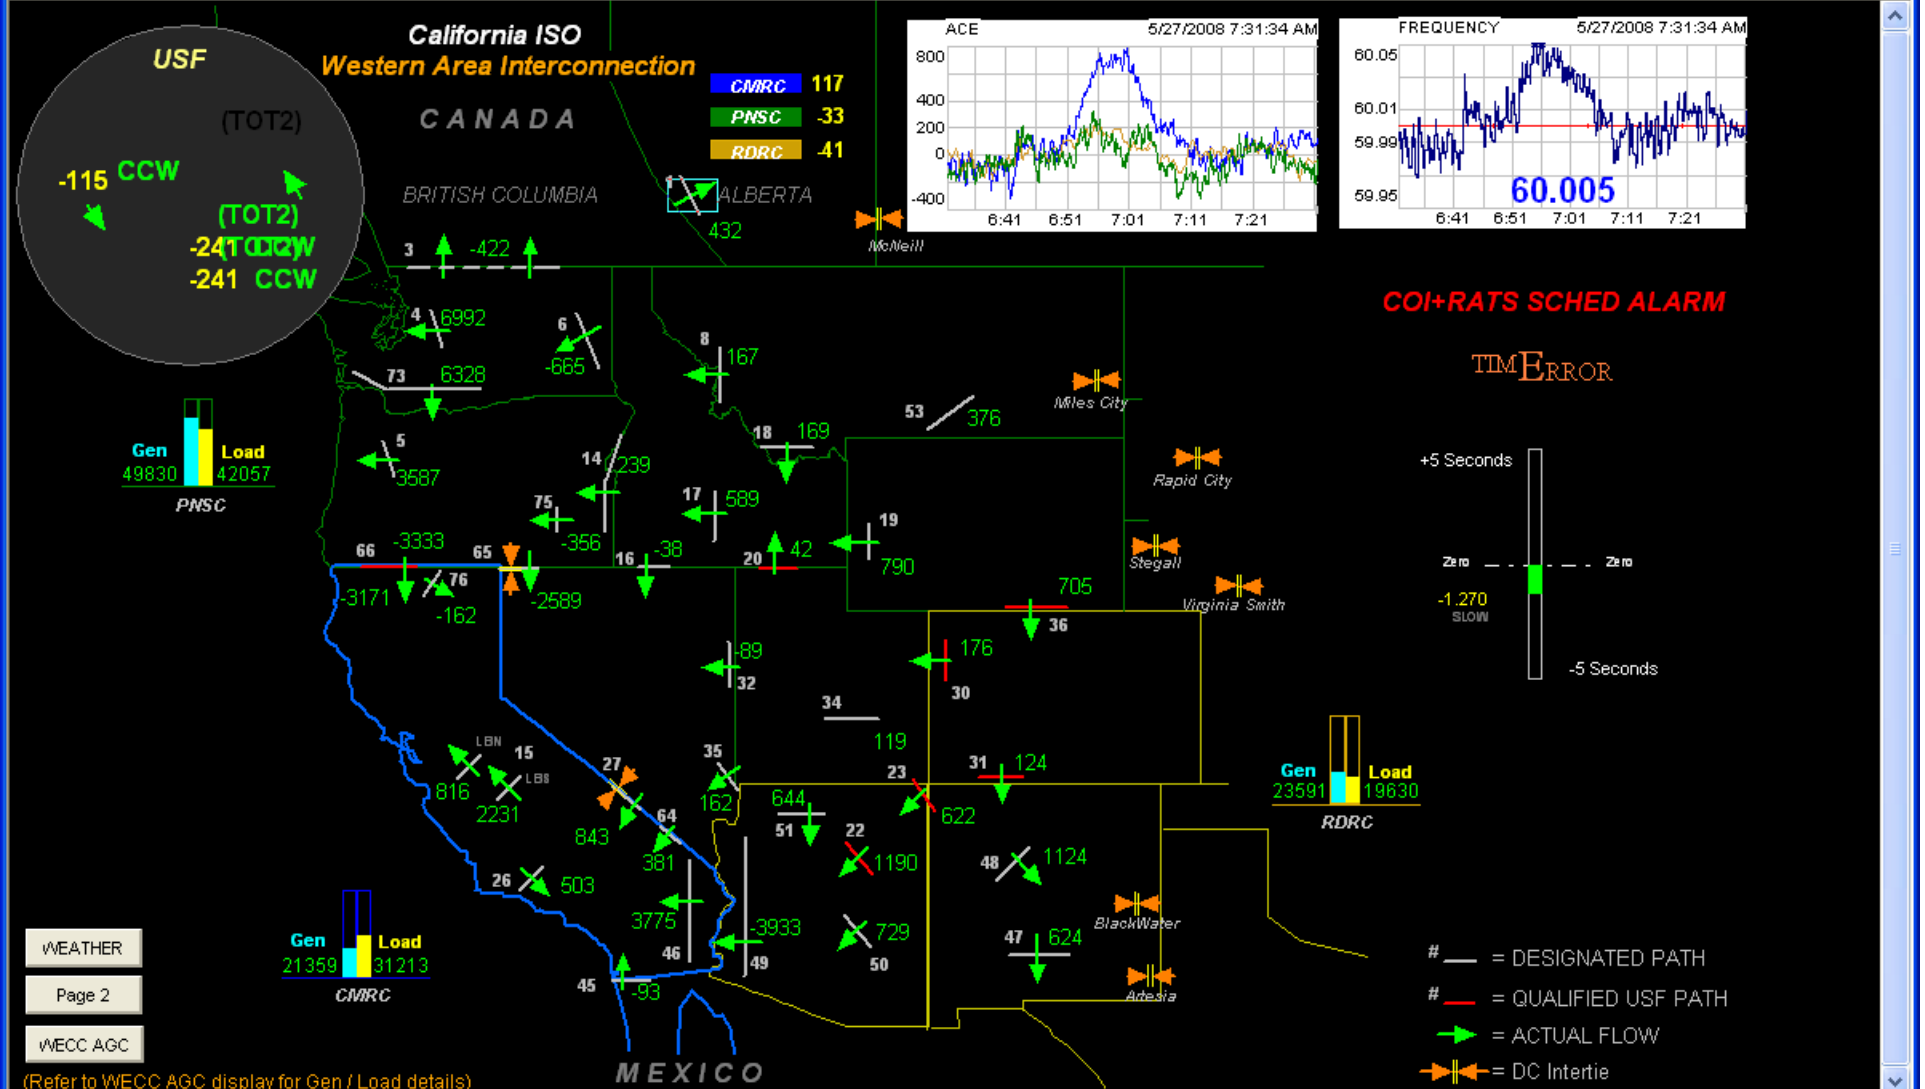 USF
(TOT2)
-115 CCW
(TOT2)
-241
-241 CCW
California ISO
Western Area Interconnection
CMRC 117
PNSC -33
RDRC -41
CANADA
BRITISH COLUMBIA
ALBERTA
432
McNeill
ACE 5/27/2008 7:31:34 AM
800
400
200
0
-400
6:41 6:51 7:01 7:11 7:21
FREQUENCY 5/27/2008 7:31:34 AM
60.05
60.01
59.99
59.95
60.005
6:41 6:51 7:01 7:11 7:21
COI+RATS SCHED ALARM
TIMERROR
+5 Seconds
Zero Zero
-1.270
SLOW
-5 Seconds
3 -422
4 6992
6 -665
8 167
73 6328
5 3587
14 239
18 169
53 376
Miles City
Rapid City
Stegall
Virginia Smith
75 -356
17 589
19 790
66 -3333
65
-3171
76 -162
-2589
16 -38
20 42
705
36
176
30
-89
32
34
119
35
162
23
622
31 124
LBN
15
LBS
816
2231
27
843
64
381
644
51
22
1190
48 1124
26 503
3775
46
-3933
49
729
50
47 624
45 -93
BlackWater
Artesia
Gen Load
49830 42057
PNSC
Gen Load
21359 31213
CMRC
Gen Load
23591 19630
RDRC
WEATHER
Page 2
WECC AGC
(Refer to WECC AGC display for Gen / Load details)
MEXICO
# = DESIGNATED PATH
# = QUALIFIED USF PATH
= ACTUAL FLOW
= DC Intertie